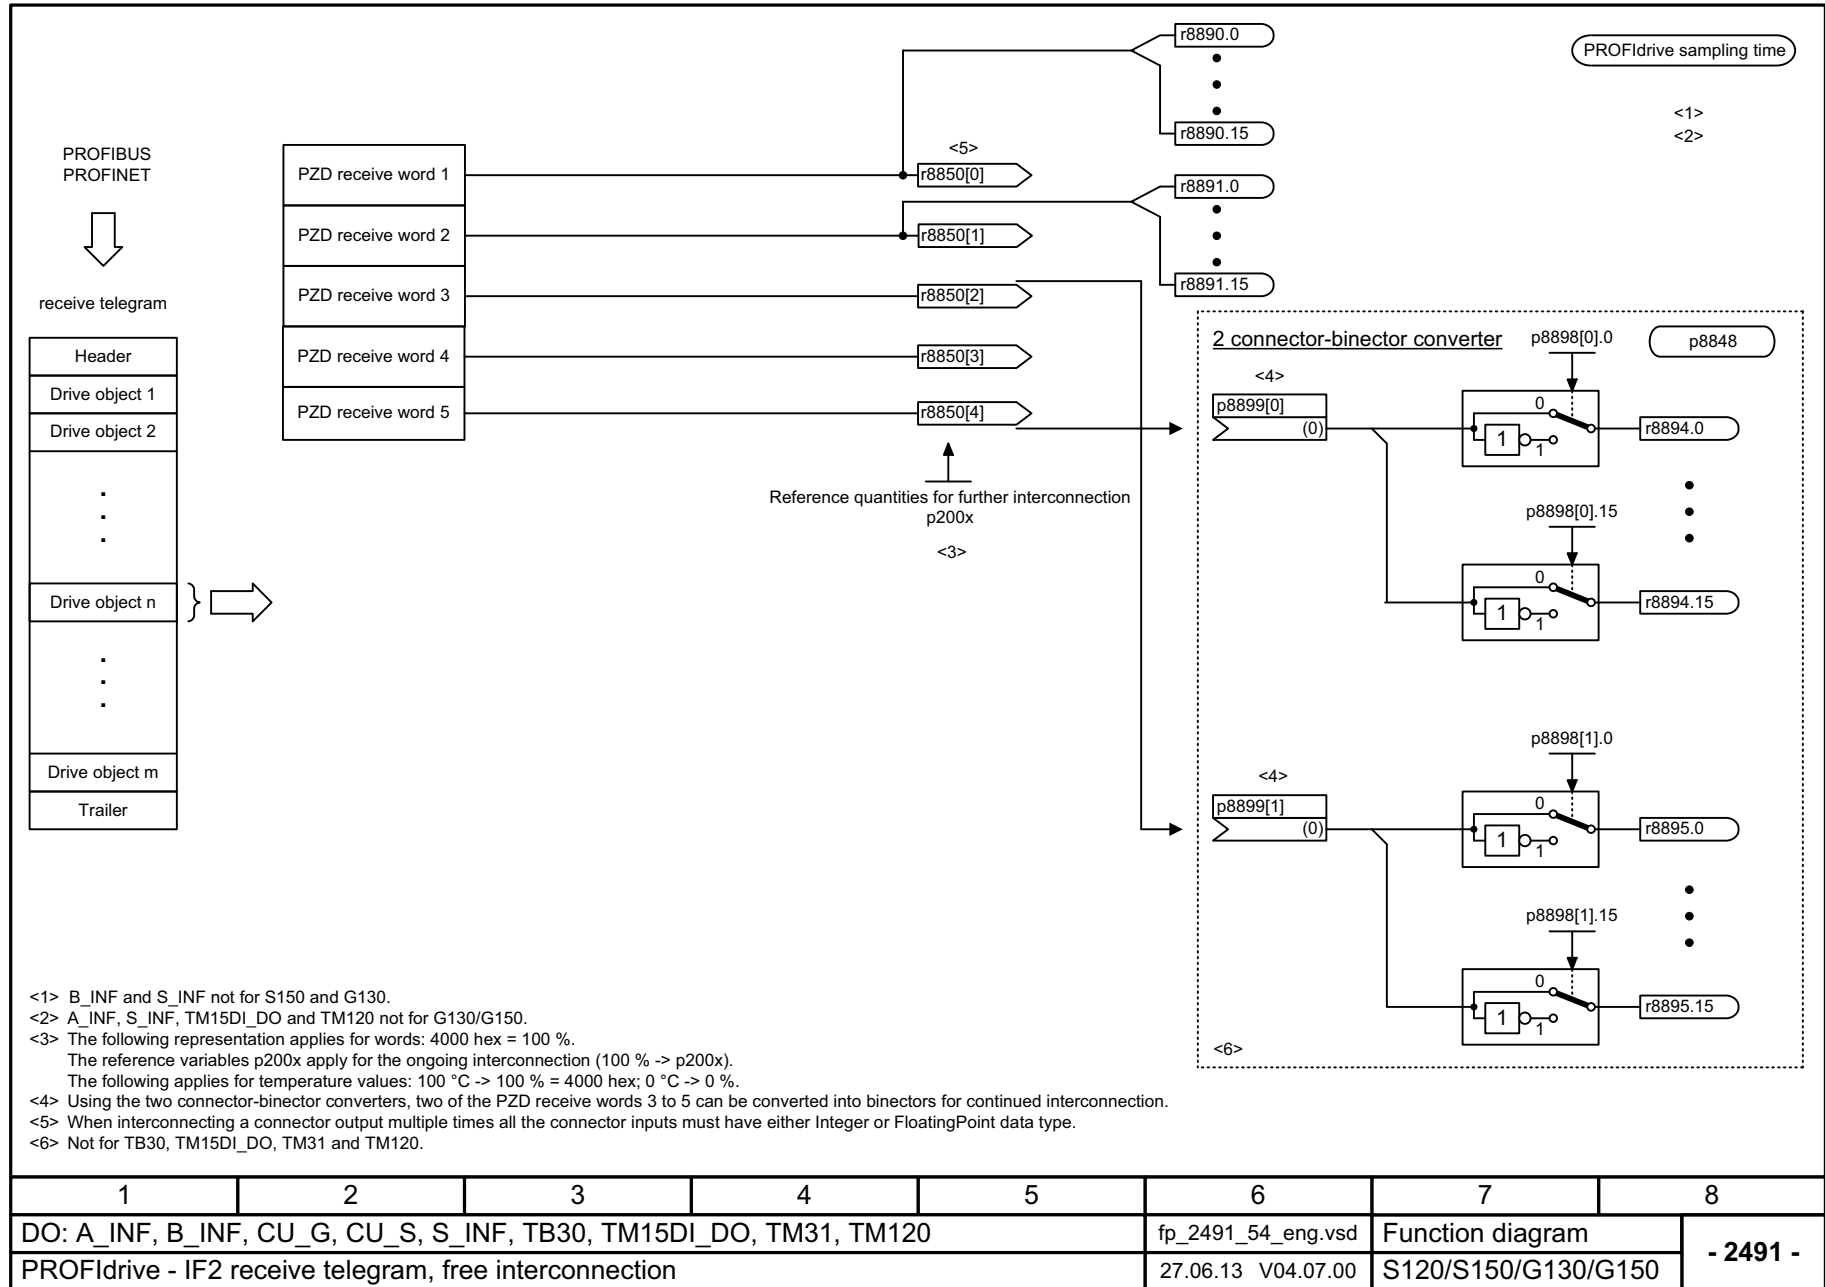 r8890.0
PROFIdrive sampling time
<1>
<2>
r8890.15
PROFIBUS
PROFINET
<5>
PZD receive word 1
r8850[0]
r8891.0
PZD receive word 2
r8850[1]
r8891.15
receive telegram
PZD receive word 3
r8850[2]
PZD receive word 4
r8850[3]
PZD receive word 5
r8850[4]
Reference quantities for further interconnection
p200x
<3>
Header
Drive object 1
Drive object 2
Drive object n
Drive object m
Trailer
2 connector-binector converter
p8898[0].0
p8848
<4>
p8899[0]
(0)
0
1
1
r8894.0
p8898[0].15
0
1
1
r8894.15
p8898[1].0
<4>
p8899[1]
(0)
0
1
1
r8895.0
p8898[1].15
0
1
1
r8895.15
<6>
<1> B_INF and S_INF not for S150 and G130.
<2> A_INF, S_INF, TM15DI_DO and TM120 not for G130/G150.
<3> The following representation applies for words: 4000 hex = 100 %.
The reference variables p200x apply for the ongoing interconnection (100 % -> p200x).
The following applies for temperature values: 100 °C -> 100 % = 4000 hex; 0 °C -> 0 %.
<4> Using the two connector-binector converters, two of the PZD receive words 3 to 5 can be converted into binectors for continued interconnection.
<5> When interconnecting a connector output multiple times all the connector inputs must have either Integer or FloatingPoint data type.
<6> Not for TB30, TM15DI_DO, TM31 and TM120.
1 2 3 4 5 6 7 8
DO: A_INF, B_INF, CU_G, CU_S, S_INF, TB30, TM15DI_DO, TM31, TM120
fp_2491_54_eng.vsd
Function diagram
- 2491 -
PROFIdrive - IF2 receive telegram, free interconnection
27.06.13 V04.07.00
S120/S150/G130/G150